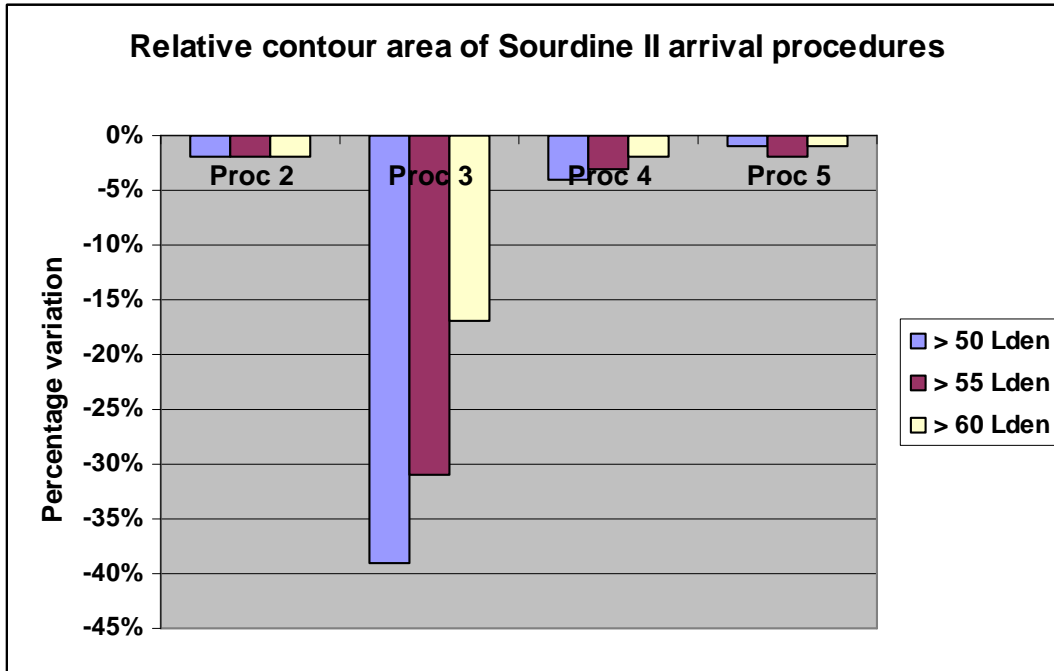 Relative contour area of Sourdine II arrival procedures
0%
Proc 2 Proc 3 Proc 4 Proc 5
-5%
-10%
-15%
-20%
-25%
-30%
-35%
-40%
-45%
Percentage variation
> 50 Lden
> 55 Lden
> 60 Lden